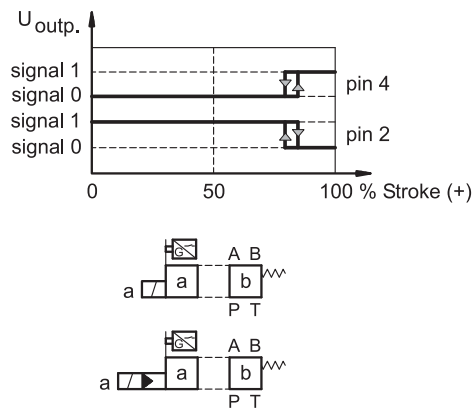 U outp.
signal 1
signal 0
pin 4
signal 1
signal 0
pin 2
0 50 100 % Stroke (+)
G
A B
a a b
P T
G
A B
a a b
P T